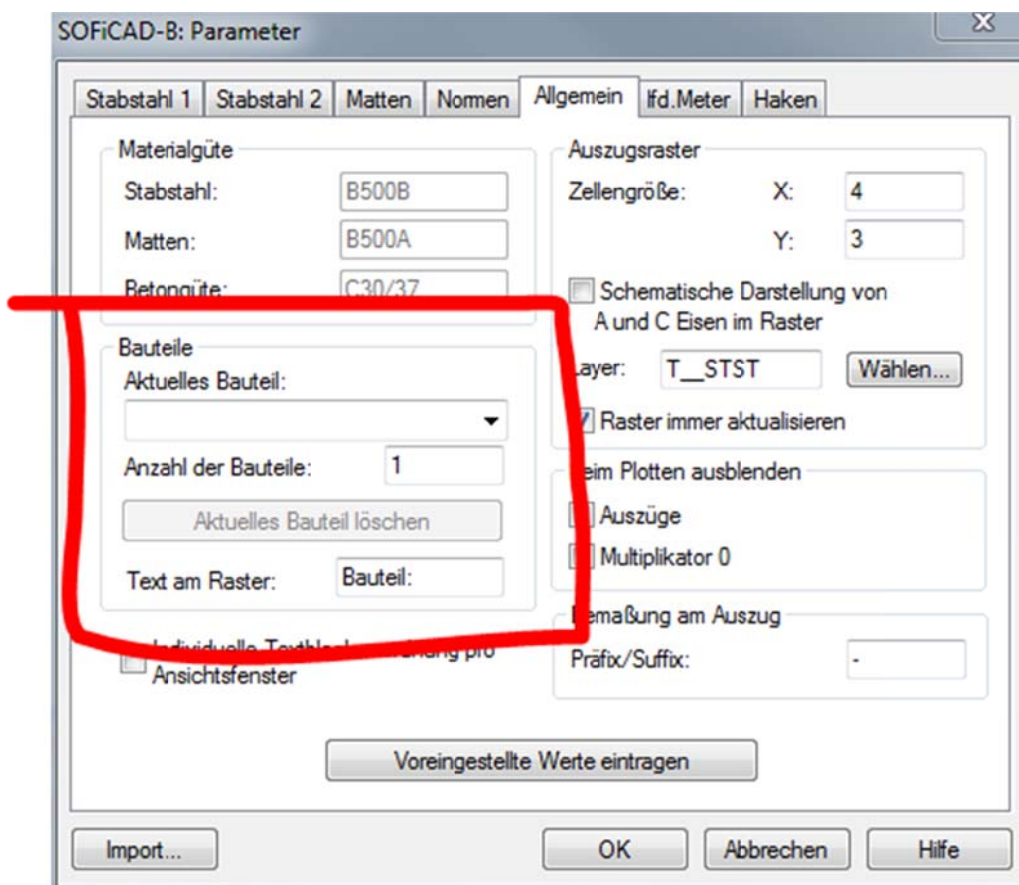 SOFiCAD-B: Parameter
Stabstahl 1 Stabstahl 2 Matten Normen Allgemein lfd.Meter Haken
Materialgüte
Stabstahl: B500B
Matten: B500A
Betongüte: C30/37
Bauteile
Aktuelles Bauteil:
Anzahl der Bauteile: 1
Aktuelles Bauteil löschen
Text am Raster: Bauteil:
Individuelle pro
Ansichtsfenster
Auszugsraster
Zellengröße: X: 4
Y: 3
Schematische Darstellung von
A und C Eisen im Raster
Layer: T__STST Wählen...
Raster immer aktualisieren
Beim Plotten ausblenden
Auszüge
Multiplikator 0
Bemaßung am Auszug
Präfix/Suffix: -
Voreingestellte Werte eintragen
Import... OK Abbrechen Hilfe